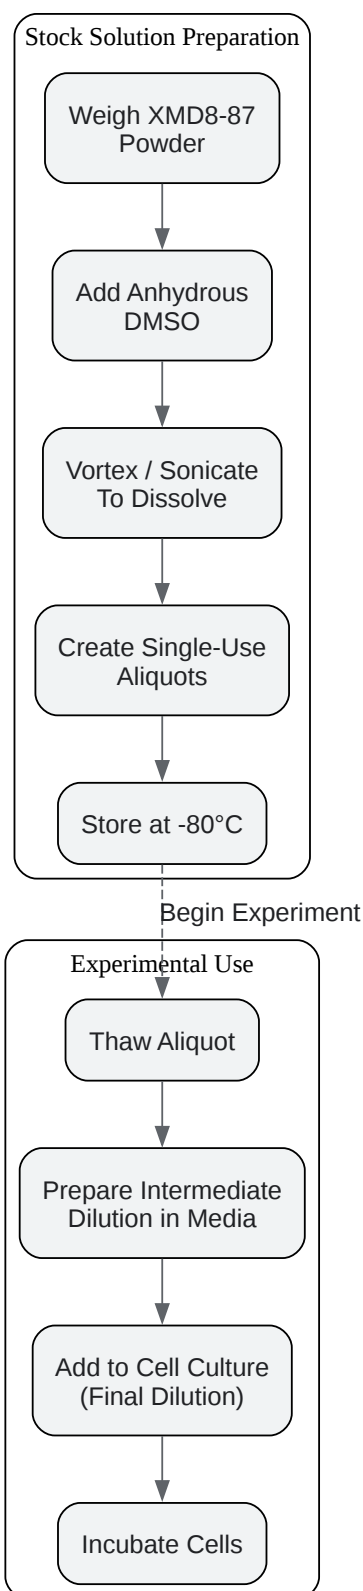 Stock Solution Preparation
Weigh XMD8-87
Powder
Add Anhydrous
DMSO
Vortex / Sonicate
To Dissolve
Create Single-Use
Aliquots
Store at -80°C
Begin Experiment
Experimental Use
Thaw Aliquot
Prepare Intermediate
Dilution in Media
Add to Cell Culture
(Final Dilution)
Incubate Cells